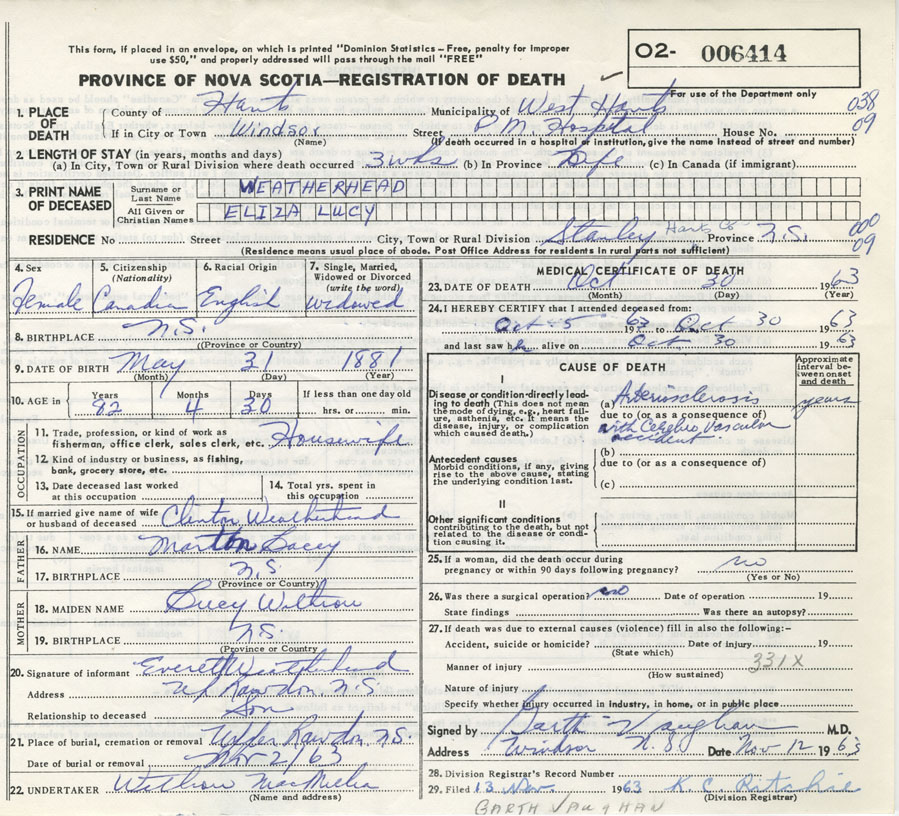 This form, if placed in an envelope, on which is printed "Dominion Statistics – Free, penalty for improper
use $50," and properly addressed will pass through the mail "FREE"
PROVINCE OF NOVA SCOTIA—REGISTRATION OF DEATH
O2- 006414
For use of the Department only
038
09
1. PLACE OF DEATH
County of Hants Municipality of West Hants
If in City or Town Windsor Street P.M. Hospital House No.
(Name) (If death occurred in a hospital or institution, give the name instead of street and number)
2. LENGTH OF STAY (in years, months and days)
(a) In City, Town or Rural Division where death occurred 3 wks (b) in Province Life (c) in Canada (if immigrant)
3. PRINT NAME OF DECEASED
Surname or Last Name WEATHERHEAD
All Given or Christian Names ELIZA LUCY
000
09
RESIDENCE No Street City, Town or Rural Division Stanley Hants Co Province N.S.
(Residence means usual place of abode. Post Office Address for residents in rural parts not sufficient)
4. Sex Female
5. Citizenship (Nationality) Canadian
6. Racial Origin English
7. Single, Married, Widowed or Divorced (write the word) widowed
8. BIRTHPLACE N.S.
(Province or Country)
9. DATE OF BIRTH May 31 1881
(Month) (Day) (Year)
10. AGE in Years 82 Months 4 Days 30 If less than one day old hrs. or min.
OCCUPATION
11. Trade, profession, or kind of work as fisherman, office clerk, sales clerk, etc. Housewife
12. Kind of industry or business, as fishing, bank, grocery store, etc.
13. Date deceased last worked at this occupation
14. Total yrs. spent in this occupation
15. If married give name of wife or husband of deceased Clinton Weatherhead
FATHER
16. NAME Marton Lacey
17. BIRTHPLACE N.S.
(Province or Country)
MOTHER
18. MAIDEN NAME Lucy Withrow
19. BIRTHPLACE N.S.
(Province or Country
20. Signature of informant Everett Weatherhead
Address Up Rawdon, N.S
Relationship to deceased Son
21. Place of burial, cremation or removal Upper Rawdon, N.S.
Date of burial or removal Nov 2/63
22. UNDERTAKER Withrow MacMillan
(Name and address)
MEDICAL CERTIFICATE OF DEATH
23. DATE OF DEATH Oct 30 1963
(Month) (Day) (Year)
24. I HEREBY CERTIFY that I attended deceased from:
Oct 5 1963 to Oct 30 1963
and last saw her alive on Oct 30 1963
CAUSE OF DEATH
Approximate interval between onset and death
I
Disease or condition directly leading to death (This does not mean the mode of dying, e.g., heart failure, asthenia, etc. It means the disease, injury, or complication which caused death.)
(a) Arteriosclerosis years
due to (or as a consequence of)
with Cerebro Vascular
accident.
Antecedent causes
Morbid conditions, if any, giving rise to the above cause, stating the underlying condition last.
(b)
due to (or as a consequence of)
(c)
II
Other significant conditions
contributing to the death, but not related to the disease or condition causing it.
25. If a woman, did the death occur during
pregnancy or within 90 days following pregnancy? no
(Yes or No)
26. Was there a surgical operation? no Date of operation 19
State findings Was there an autopsy?
27. If death was due to external causes (violence) fill in also the following:–
Accident, suicide or homicide? Date of injury 19
(State which)
Manner of injury 331X
(How sustained)
Nature of injury
Specify whether injury occurred in Industry, in home, or in public place
Signed by Garth Vaughan M.D.
Address Windsor N.S Date Nov 12 1963
28. Division Registrar's Record Number
29. Filed 13 Nov 1963 K. C. Ritchie
(Division Registrar)
GARTH VAUGHAN